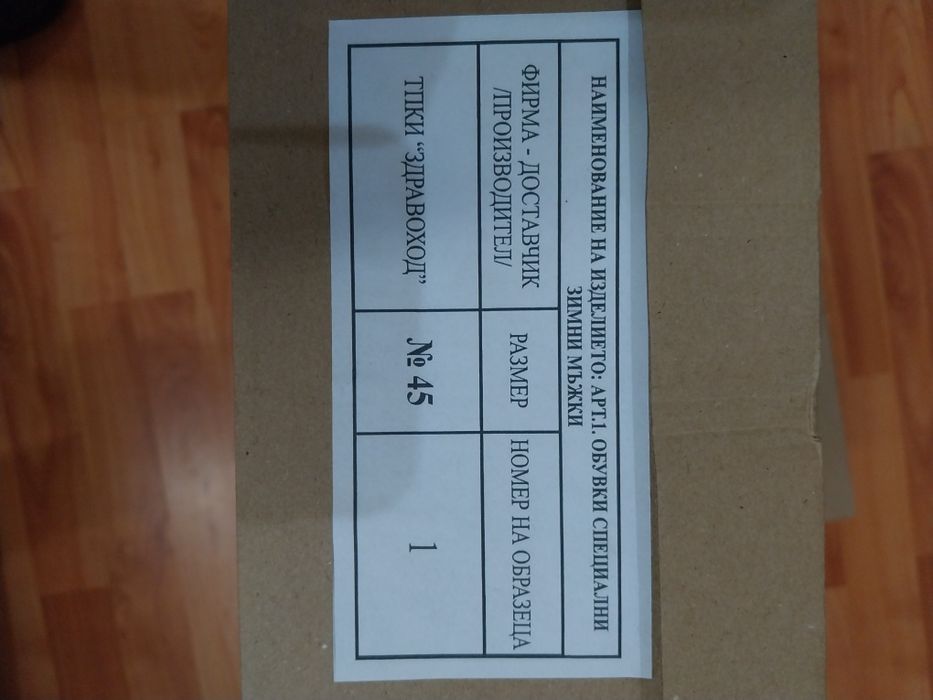 НАИМЕНОВАНИЕ НА ИЗДЕЛИЕТО: АРТ.1. ОБУВКИ СПЕЦИАЛНИ
ЗИМНИ МЪЖКИ
ФИРМА - ДОСТАВЧИК
/ПРОИЗВОДИТЕЛ/
РАЗМЕР
НОМЕР НА ОБРАЗЕЦА
ТПКИ “ЗДРАВОХОД”
№ 45
1